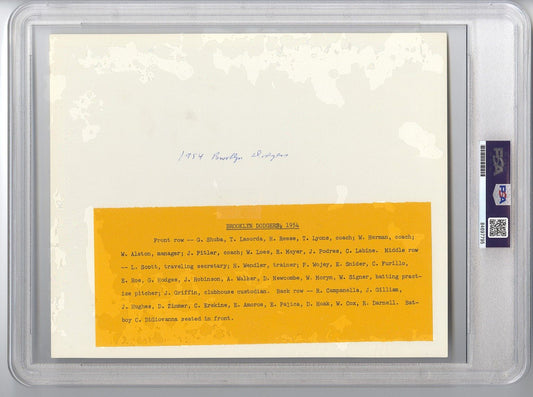 1954 Brooklyn Dodgers
BROOKLYN DODGERS, 1954
Front row -- G. Shuba, T. Lasorda, H. Reese, T. Lyons, coach; W. Herman, coach;
W. Alston, manager; J. Pitler, coach; W. Loes, R. Meyer, J. Podres, C. Labine. Middle row
-- L. Scott, traveling secretary; H. Wendler, trainer; P. Wojey, E. Snider, C. Furillo,
E. Roe, G. Hodges, J. Robinson, A. Walker, D. Newcombe, W. Moryn, W. Signer, batting pract-
ice pitcher; J. Griffin, clubhouse custodian. Back row -- R. Campanella, J. Gilliam,
J. Hughes, D. Zimmer, C. Erskine, E. Amoros, E. Palica, D. Hoak, W. Cox, R. Darnell. Bat-
boy C. DiGiovanna seated in front.
PSA
PSA